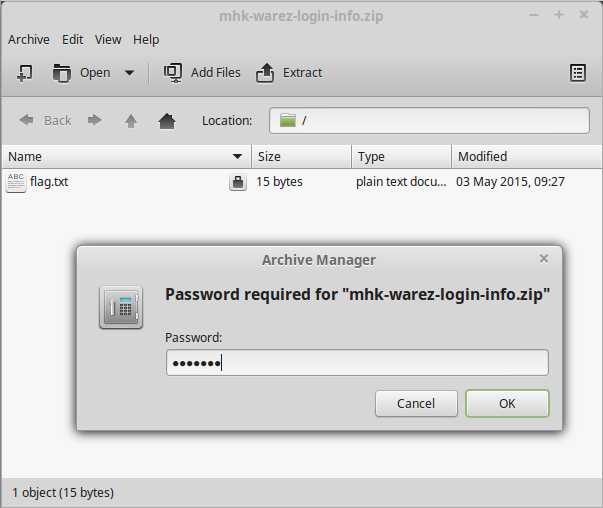 mhk-warez-login-info.zip
Archive Edit View Help
Open Add Files Extract
Back Location: /
Name Size Type Modified
ABC flag.txt 15 bytes plain text docu... 03 May 2015, 09:27
Archive Manager
Password required for "mhk-warez-login-info.zip"
Password:
•••••••
Cancel OK
1 object (15 bytes)